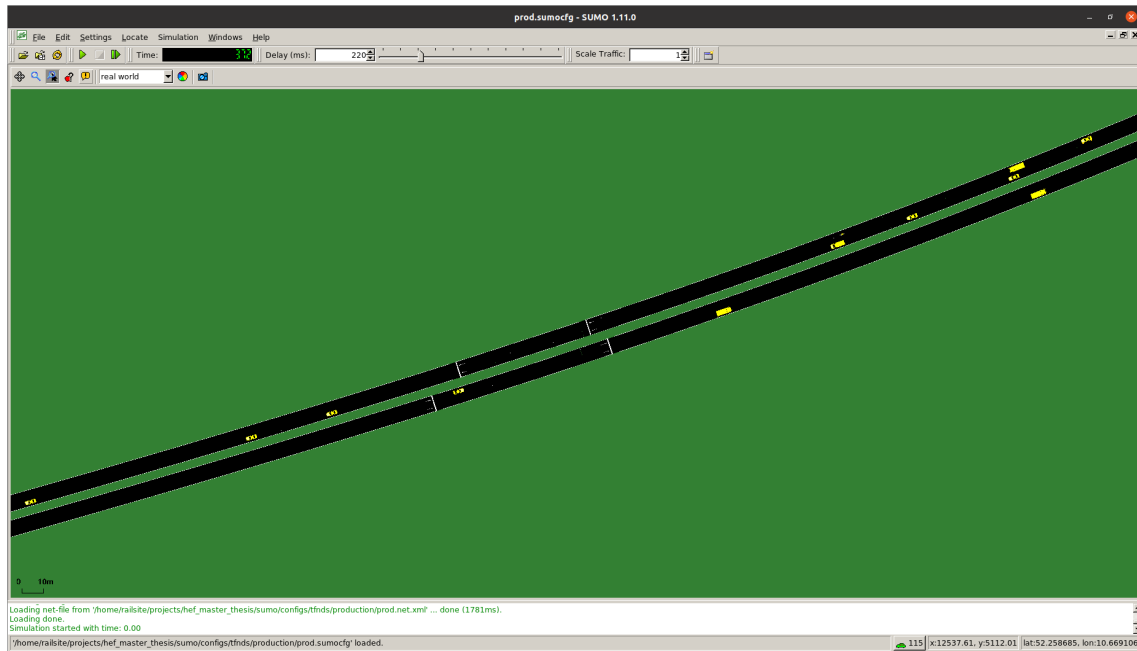 prod.sumocfg - SUMO 1.11.0
File Edit Settings Locate Simulation Windows Help
Time: 372 Delay (ms): 220 Scale Traffic: 1
real world
0 10m
Loading net-file from '/home/railsite/projects/hef_master_thesis/sumo/configs/tfnds/production/prod.net.xml' ... done (1781ms).
Loading done.
Simulation started with time: 0.00
'/home/railsite/projects/hef_master_thesis/sumo/configs/tfnds/production/prod.sumocfg' loaded. 115 x:12537.61, y:5112.01 lat:52.258685, lon:10.669106